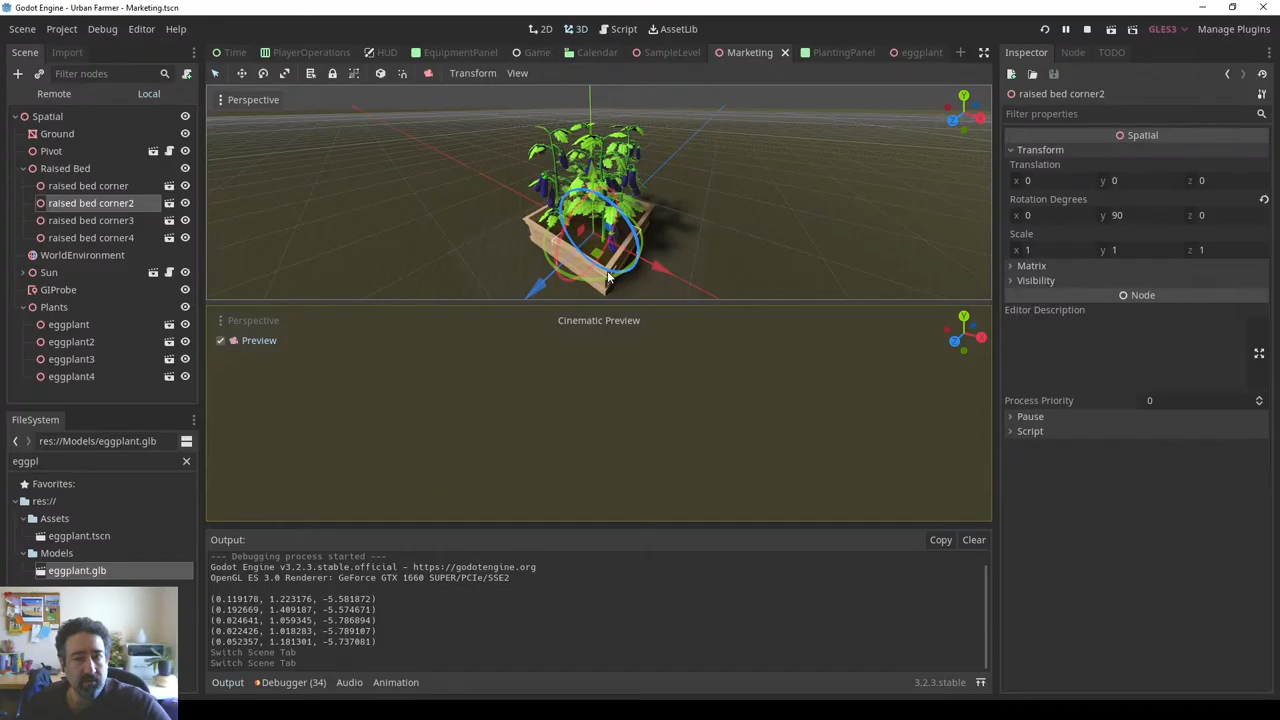 Godot Engine - Urban Farmer - Marketing.tscn
Scene Project Debug Editor Help
2D 3D Script AssetLib
GLES3 Manage Plugins
Scene Import
Time PlayerOperations HUD EquipmentPanel Game Calendar SampleLevel Marketing PlantingPanel eggplant
Inspector Node TODO
Filter nodes
Transform View
Remote Local
Perspective
raised bed corner2
Filter properties
Spatial
Ground
Pivot
Raised Bed
raised bed corner
raised bed corner2
raised bed corner3
raised bed corner4
WorldEnvironment
Sun
GIProbe
Plants
eggplant
eggplant2
eggplant3
eggplant4
Spatial
Transform
Translation
x 0 y 0 z 0
Rotation Degrees
x 0 y 90 z 0
Scale
x 1 y 1 z 1
Matrix
Visibility
Node
Editor Description
Process Priority 0
Pause
Script
Perspective Cinematic Preview
Preview
FileSystem
res://Models/eggplant.glb
eggpl
Favorites:
res://
Assets
eggplant.tscn
Models
eggplant.glb
Output: Copy Clear
--- Debugging process started ---
Godot Engine v3.2.3.stable.official - https://godotengine.org
OpenGL ES 3.0 Renderer: GeForce GTX 1660 SUPER/PCIe/SSE2
(0.119178, 1.223176, -5.581872)
(0.192669, 1.409187, -5.574671)
(0.024641, 1.059345, -5.786894)
(0.022426, 1.018283, -5.789107)
(0.052357, 1.181301, -5.737081)
Switch Scene Tab
Switch Scene Tab
Output Debugger (34) Audio Animation 3.2.3.stable
X
Y
Z
X
Y
Z